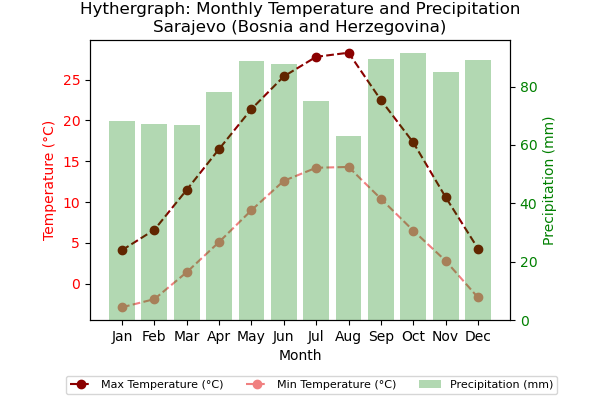 Hythergraph: Monthly Temperature and Precipitation
Sarajevo (Bosnia and Herzegovina)
Temperature (°C)
25
20
15
10
5
0
80
60
40
20
0
Precipitation (mm)
Jan Feb Mar Apr May Jun Jul Aug Sep Oct Nov Dec
Month
Max Temperature (°C) Min Temperature (°C) Precipitation (mm)